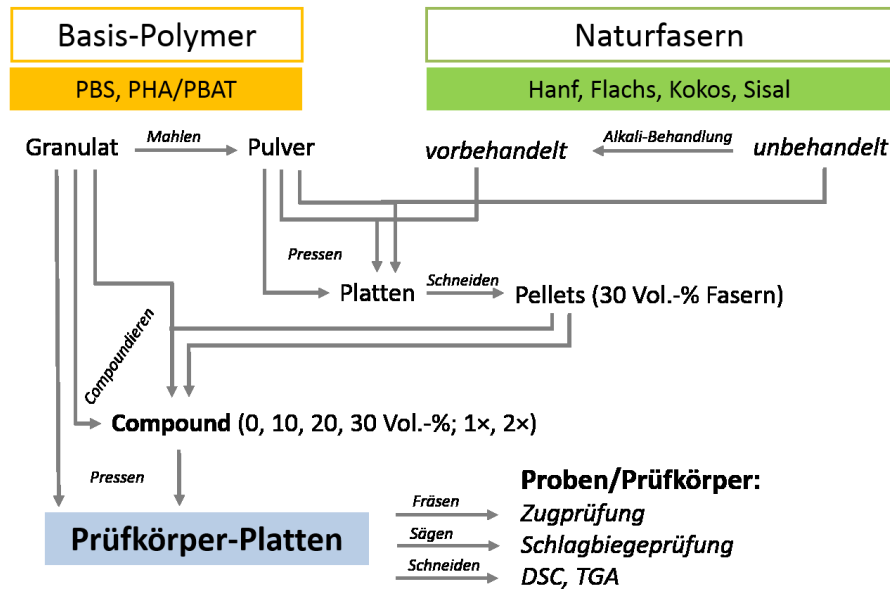 Basis-Polymer
Naturfasern
PBS, PHA/PBAT
Hanf, Flachs, Kokos, Sisal
Granulat
Mahlen
Pulver
vorbehandelt
Alkali-Behandlung
unbehandelt
Pressen
Platten
Schneiden
Pellets (30 Vol.-% Fasern)
Compoundieren
Compound (0, 10, 20, 30 Vol.-%; 1×, 2×)
Pressen
Prüfkörper-Platten
Proben/Prüfkörper:
Fräsen
Zugprüfung
Sägen
Schlagbiegeprüfung
Schneiden
DSC, TGA